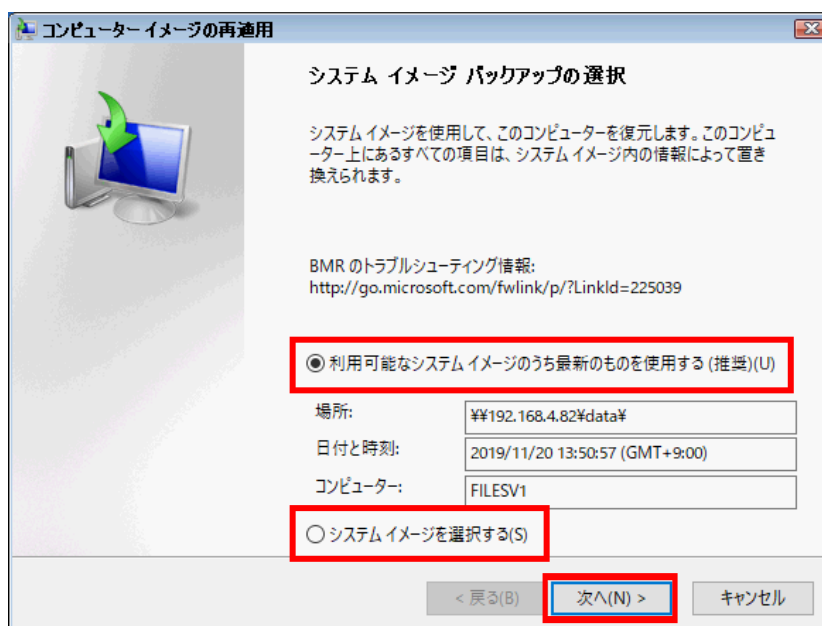 コンピューター イメージの再適用
システム イメージ バックアップの選択
システム イメージを使用して、このコンピューターを復元します。このコンピュ
ーター上にあるすべての項目は、システム イメージ内の情報によって置き
換えられます。
BMR のトラブルシューティング情報:
http://go.microsoft.com/fwlink/p/?LinkId=225039
利用可能なシステム イメージのうち最新のものを使用する (推奨)(U)
場所:
¥¥192.168.4.82¥data¥
日付と時刻:
2019/11/20 13:50:57 (GMT+9:00)
コンピューター:
FILESV1
システム イメージを選択する(S)
< 戻る(B)
次へ(N) >
キャンセル